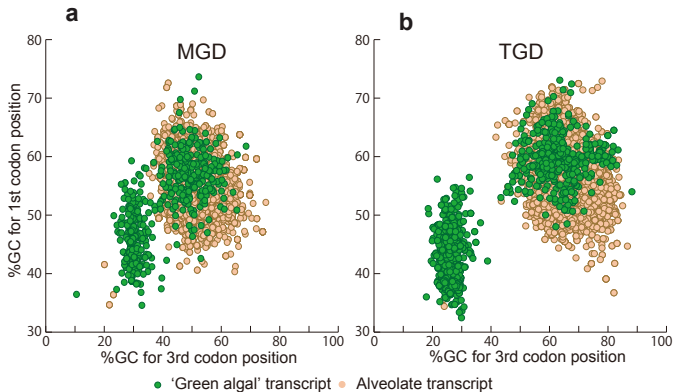 a
b
MGD
TGD
80
70
60
50
40
30
0
20
40
60
80
100
%GC for 1st codon position
%GC for 3rd codon position
80
70
60
50
40
30
0
20
40
60
80
100
%GC for 3rd codon position
'Green algal' transcript
Alveolate transcript